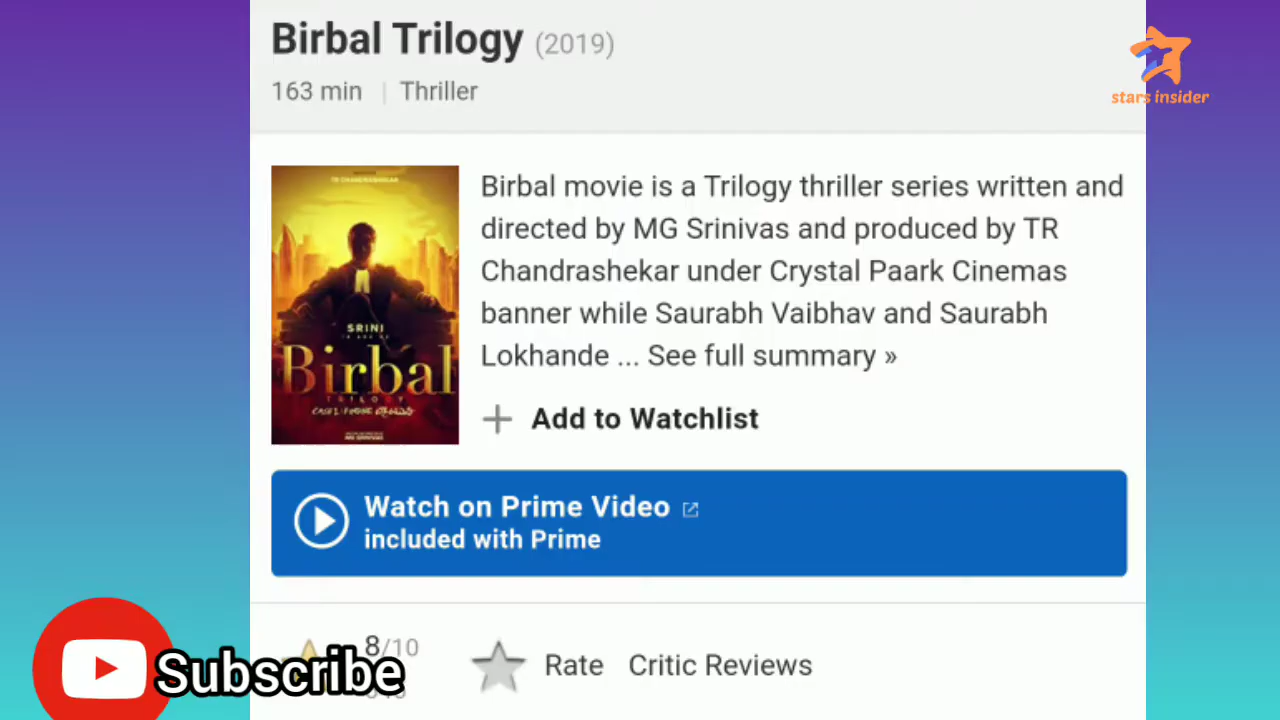 Birbal Trilogy (2019)
stars insider
163 min | Thriller
Birbal movie is a Trilogy thriller series written and
directed by MG Srinivas and produced by TR
Chandrashekar under Crystal Paark Cinemas
banner while Saurabh Vaibhav and Saurabh
Lokhande ... See full summary »
TR CHANDRASHEKAR
SRINI
Birbal
TRILOGY
MG SRINIVAS
+ Add to Watchlist
Watch on Prime Video
included with Prime
8/10
Rate Critic Reviews
Subscribe